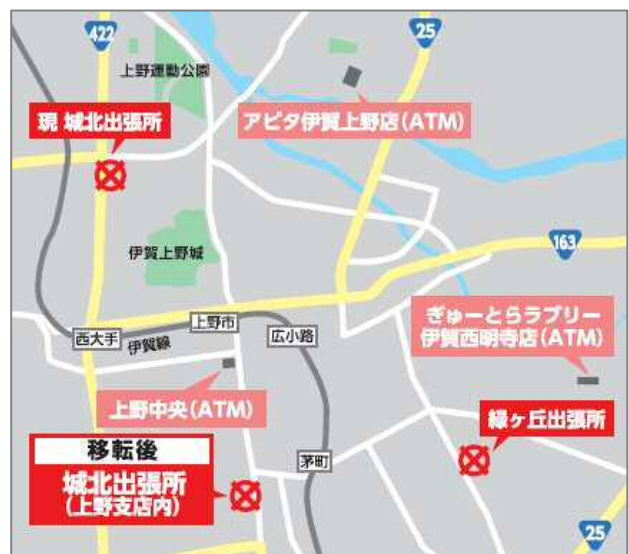 422
25
上野運動公園
現 城北出張所
アピタ伊賀上野店(ATM)
伊賀上野城
163
西大手
伊賀線
上野市
広小路
ぎゅーとらラブリー
伊賀西明寺店(ATM)
上野中央(ATM)
緑ヶ丘出張所
移転後
城北出張所
(上野支店内)
茅町
25